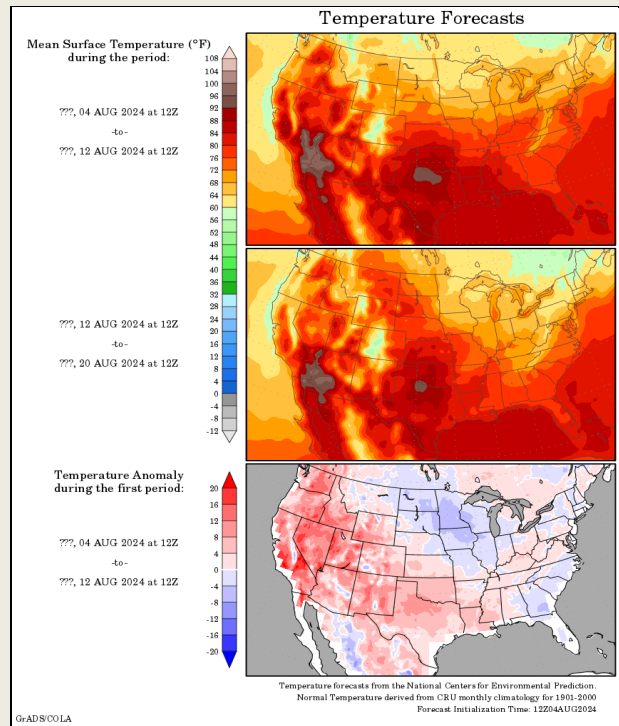 Temperature Forecasts
Mean Surface Temperature (°F)
during the period:
???, 04 AUG 2024 at 12Z
-to-
???, 12 AUG 2024 at 12Z
108
104
100
96
92
88
84
80
76
72
68
64
60
56
52
48
44
40
36
32
28
24
20
16
12
8
4
0
-4
-8
-12
???, 12 AUG 2024 at 12Z
-to-
???, 20 AUG 2024 at 12Z
Temperature Anomaly
during the first period:
???, 04 AUG 2024 at 12Z
-to-
???, 12 AUG 2024 at 12Z
20
16
12
8
4
0
-4
-8
-12
-16
-20
Temperature forecasts from the National Centers for Environmental Prediction.
Normal Temperature derived from CRU monthly climatology for 1901-2000
Forecast Initialization Time: 12Z04AUG2024
GrADS/COLA